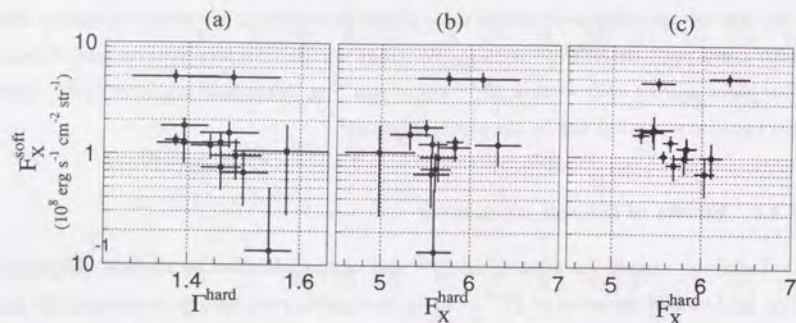 (a) (b) (c)
10
1
10^-1
F_X^soft
(10^8 erg s^-1 cm^-2 str^-1)
1.4 1.6 5 6 7 5 6 7
Γ^hard F_X^hard F_X^hard